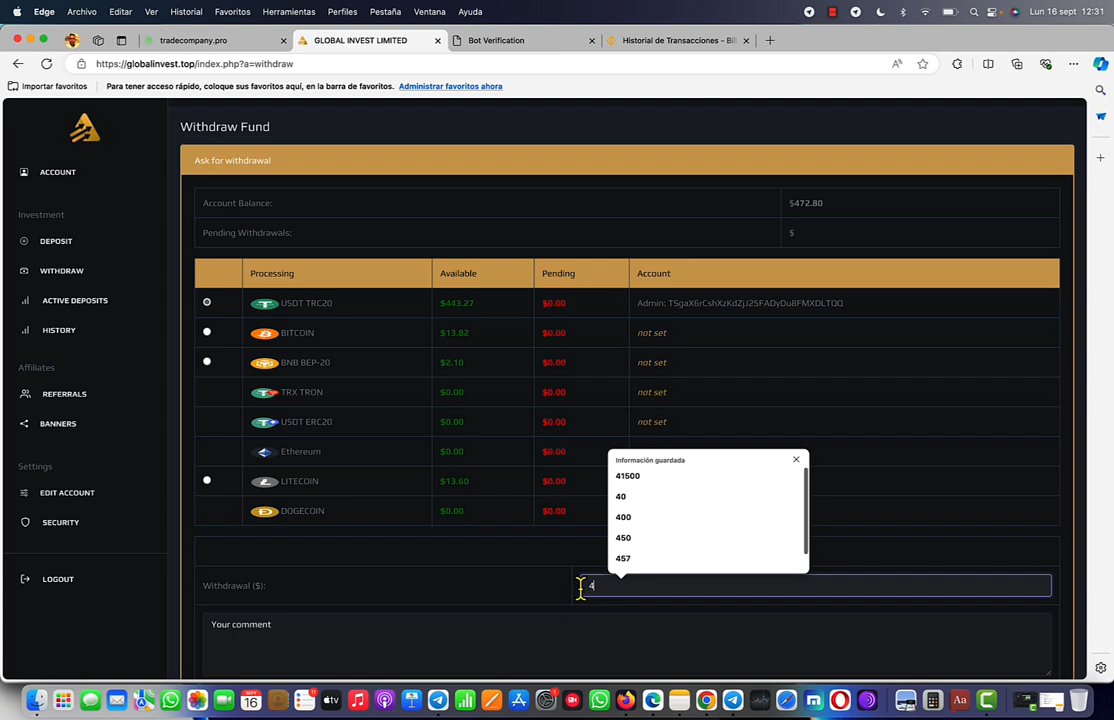 Edge Archivo Editar Ver Historial Favoritos Herramientas Perfiles Pestaña Ventana Ayuda Lun 16 sept 12:31
tradecompany.pro GLOBAL INVEST LIMITED Bot Verification Historial de Transacciones - Bill
https://globalinvest.top/index.php?a=withdraw
Importar favoritos Para tener acceso rápido, coloque sus favoritos aquí, en la barra de favoritos. Administrar favoritos ahora
Withdraw Fund
Ask for withdrawal
ACCOUNT
Account Balance: $472.80
Investment
Pending Withdrawals: $
DEPOSIT
WITHDRAW
Processing Available Pending Account
ACTIVE DEPOSITS
USDT TRC20 $443.27 $0.00
HISTORY
BITCOIN $13.82 $0.00 not set
Affiliates
BNB BEP-20 $2.10 $0.00 not set
REFERRALS
TRX TRON $0.00 $0.00 not set
BANNERS
USDT ERC20 $0.00 $0.00 not set
Settings
Ethereum $0.00 $0.00
EDIT ACCOUNT
LITECOIN $13.60 $0.00
SECURITY
DOGECOIN $0.00 $0.00
LOGOUT
Información guardada
41500
40
400
450
457
Withdrawal ($): 4
Your comment
SEPT
16